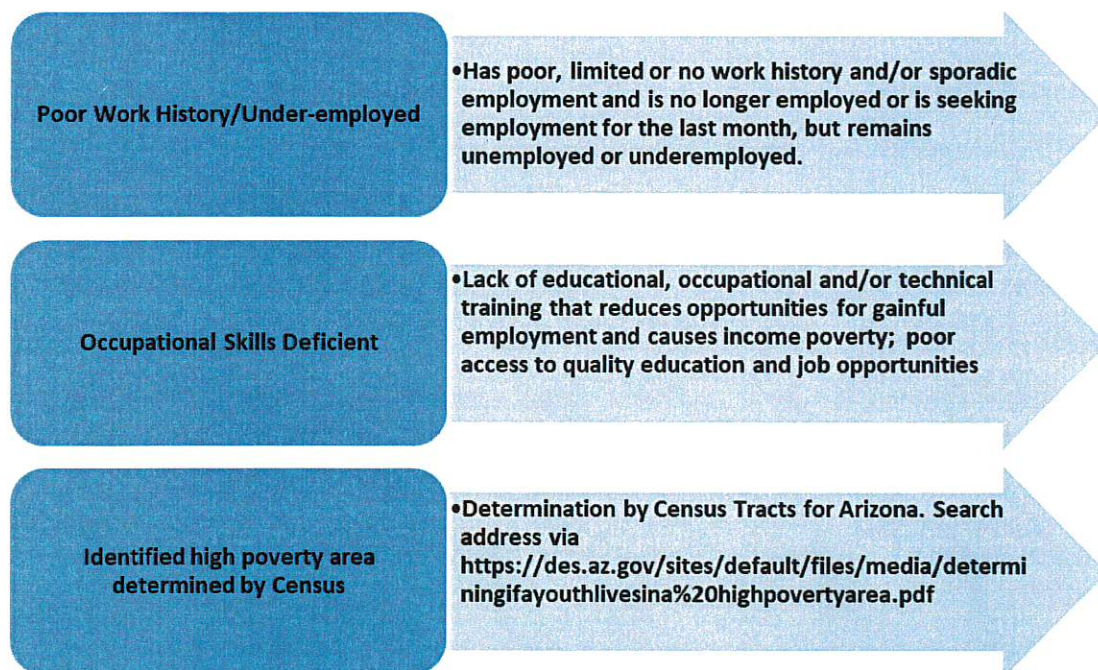 Poor Work History/Under-employed
•Has poor, limited or no work history and/or sporadic
employment and is no longer employed or is seeking
employment for the last month, but remains
unemployed or underemployed.
Occupational Skills Deficient
•Lack of educational, occupational and/or technical
training that reduces opportunities for gainful
employment and causes income poverty; poor
access to quality education and job opportunities
Identified high poverty area
determined by Census
•Determination by Census Tracts for Arizona. Search
address via
https://des.az.gov/sites/default/files/media/determi
ningifayouthlivesina%20highpovertyarea.pdf